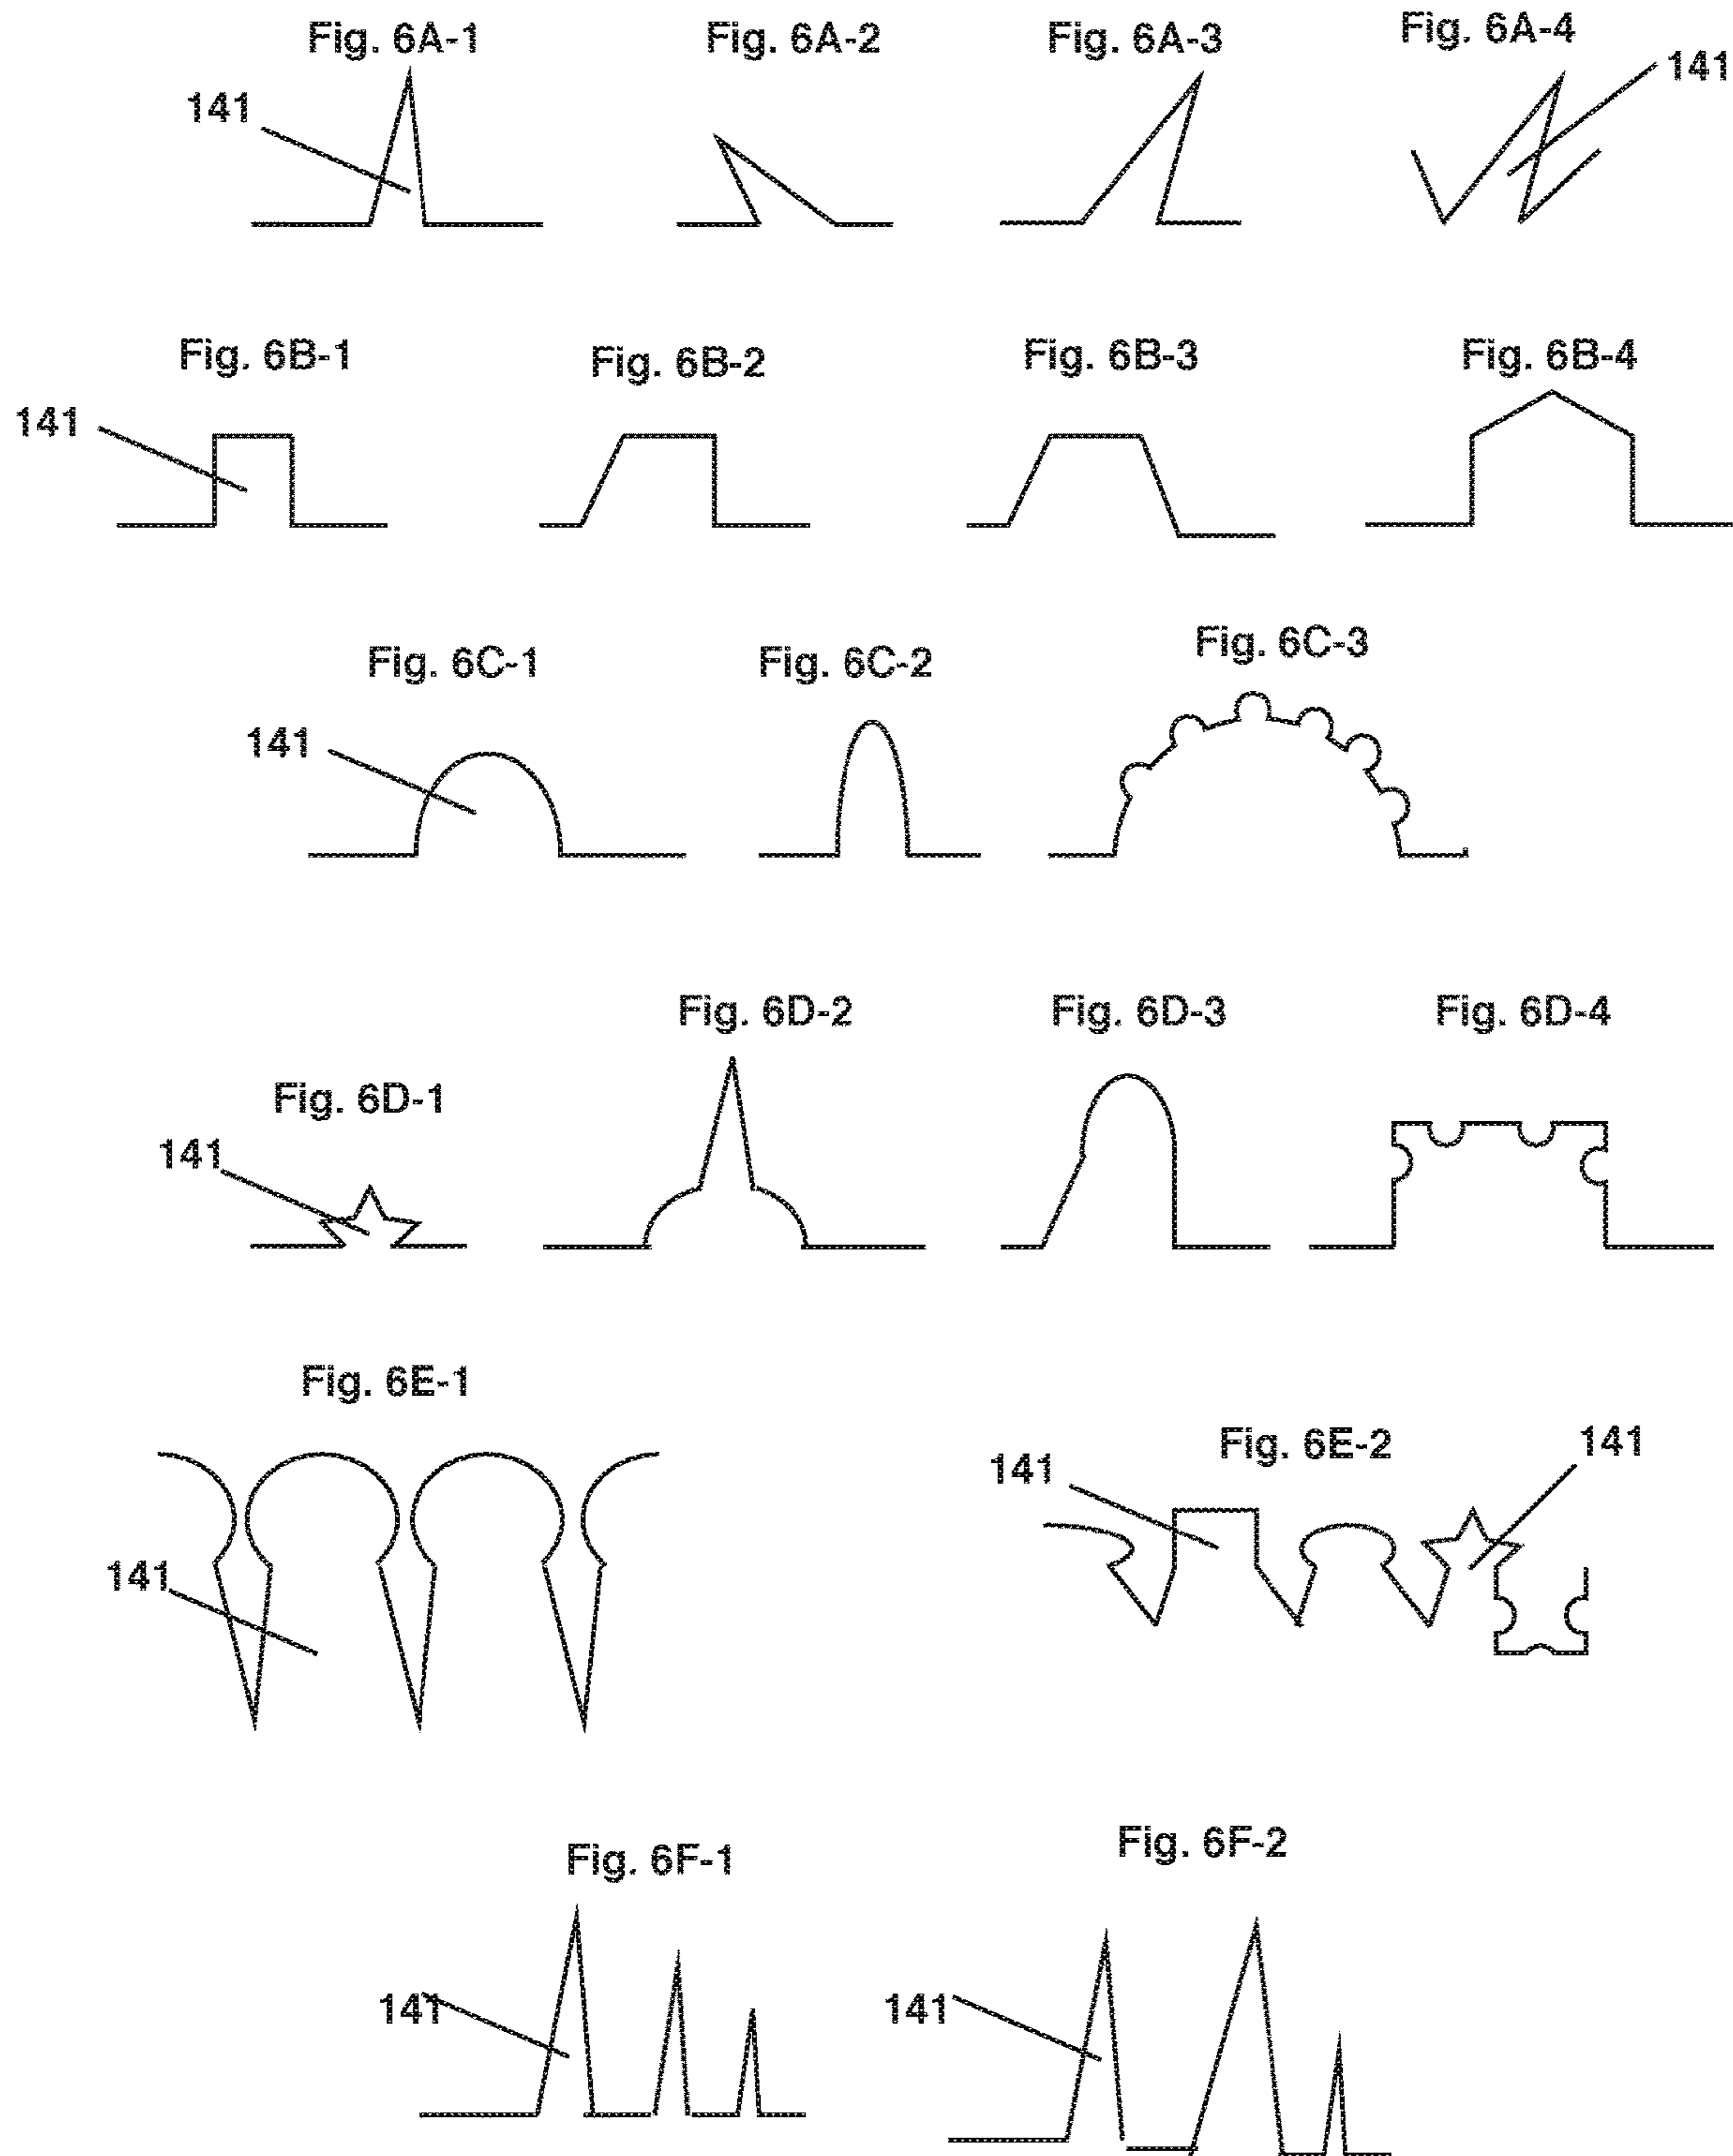 Fig. 6A-1
Fig. 6A-2
Fig. 6A-3
Fig. 6A-4
141
141
Fig. 6B-1
Fig. 6B-2
Fig. 6B-3
Fig. 6B-4
141
Fig. 6C-1
Fig. 6C-2
Fig. 6C-3
141
Fig. 6D-1
Fig. 6D-2
Fig. 6D-3
Fig. 6D-4
141
Fig. 6E-1
141
Fig. 6E-2
141
141
Fig. 6F-1
Fig. 6F-2
141
141